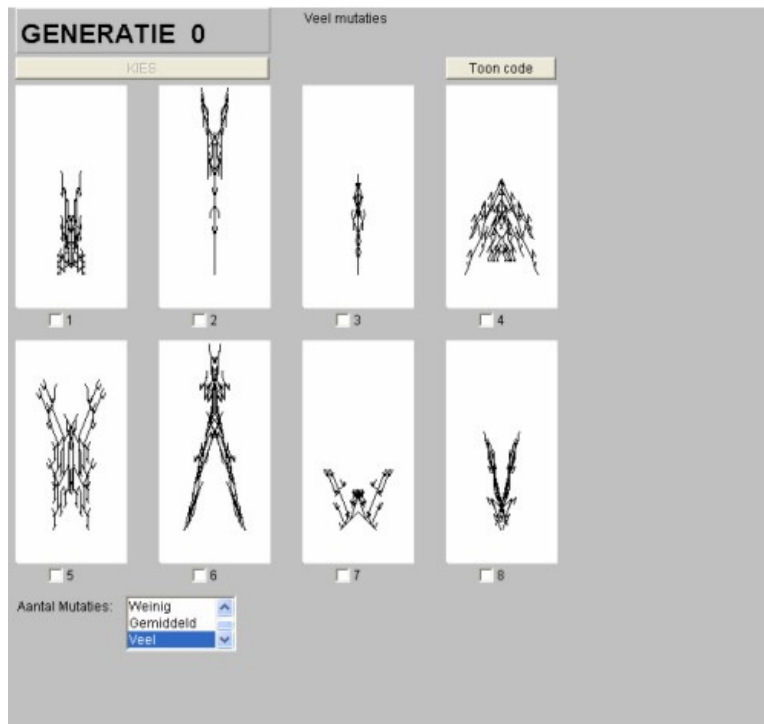 GENERATIE 0
Veel mutaties
KIES
Toon code
1
2
3
4
5
6
7
8
Aantal Mutaties:
Weinig
Gemiddeld
Veel